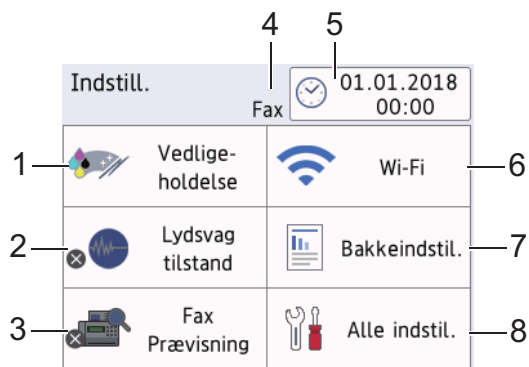 4
5
Indstill.
Fax
01.01.2018
00:00
1
Vedlige-
holdelse
Wi-Fi
6
2
Lydsvag
tilstand
Bakkeindstil.
7
3
Fax
Prævisning
Alle indstil.
8